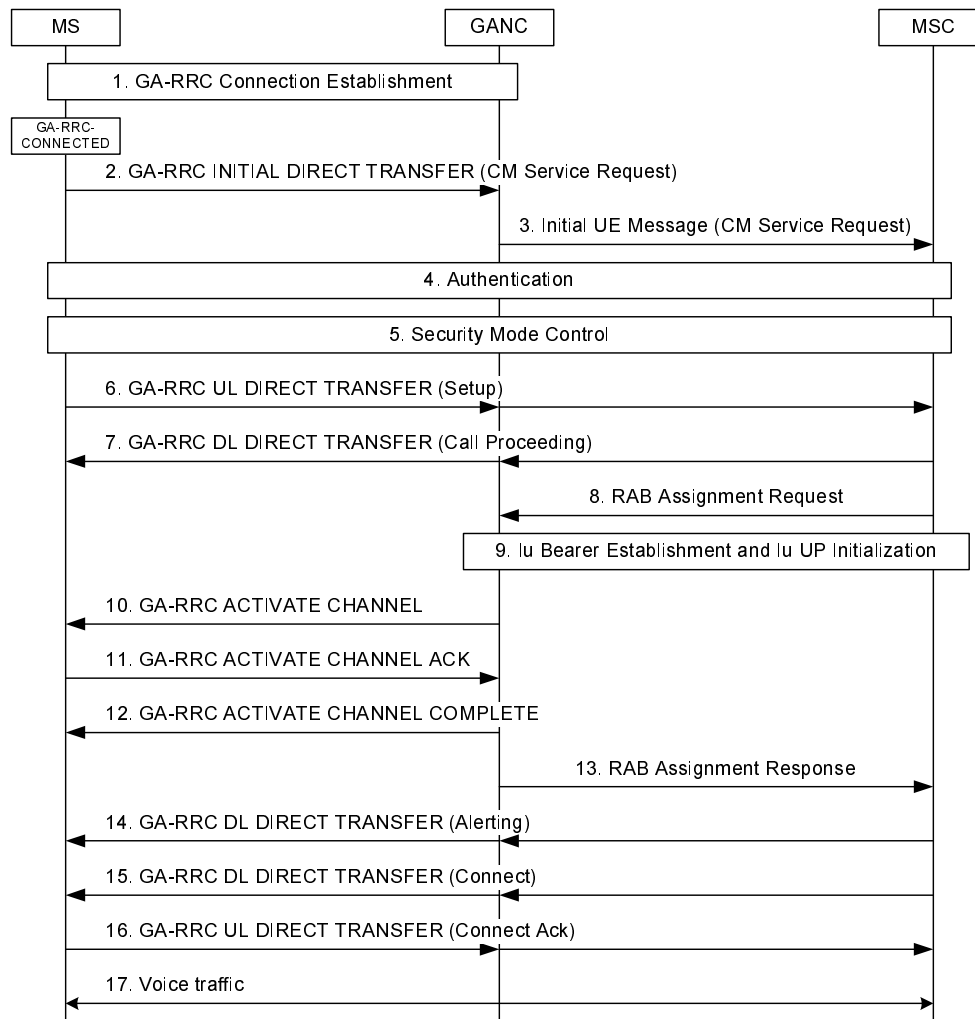 MS
GANC
MSC
1. GA-RRC Connection Establishment
GA-RRC-
CONNECTED
2. GA-RRC INITIAL DIRECT TRANSFER (CM Service Request)
3. Initial UE Message (CM Service Request)
4. Authentication
5. Security Mode Control
6. GA-RRC UL DIRECT TRANSFER (Setup)
7. GA-RRC DL DIRECT TRANSFER (Call Proceeding)
8. RAB Assignment Request
9. Iu Bearer Establishment and Iu UP Initialization
10. GA-RRC ACTIVATE CHANNEL
11. GA-RRC ACTIVATE CHANNEL ACK
12. GA-RRC ACTIVATE CHANNEL COMPLETE
13. RAB Assignment Response
14. GA-RRC DL DIRECT TRANSFER (Alerting)
15. GA-RRC DL DIRECT TRANSFER (Connect)
16. GA-RRC UL DIRECT TRANSFER (Connect Ack)
17. Voice traffic